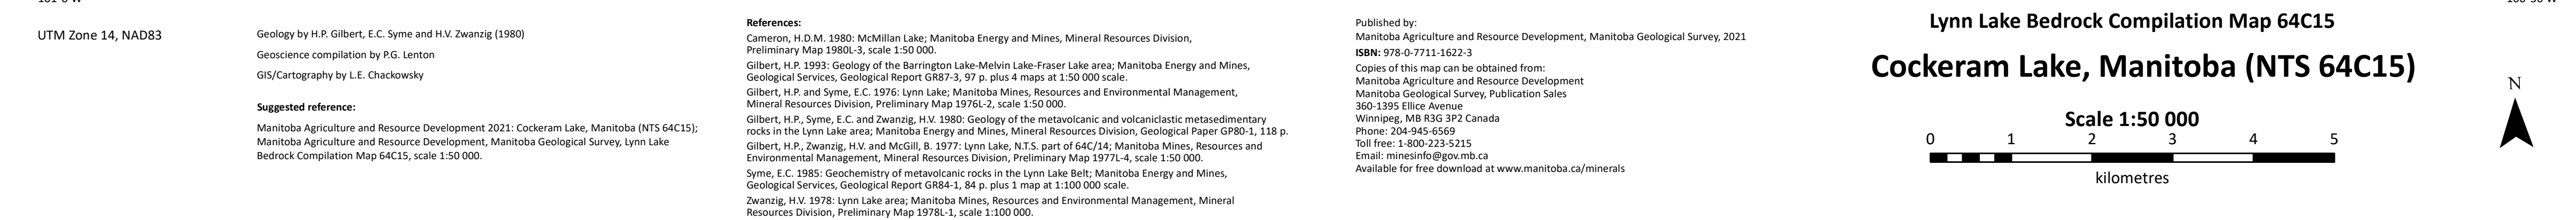 UTM Zone 14, NAD83
Geology by H.P. Gilbert, E.C. Syme and H.V. Zwanzig (1980)
Geoscience compilation by P.G. Lenton
GIS/Cartography by L.E. Chackowsky
Suggested reference:
Manitoba Agriculture and Resource Development 2021: Cockeram Lake, Manitoba (NTS 64C15);
Manitoba Agriculture and Resource Development, Manitoba Geological Survey, Lynn Lake
Bedrock Compilation Map 64C15, scale 1:50 000.
References:
Cameron, H.D.M. 1980: McMillan Lake; Manitoba Energy and Mines, Mineral Resources Division,
Preliminary Map 1980L-3, scale 1:50 000.
Gilbert, H.P. 1993: Geology of the Barrington Lake-Melvin Lake-Fraser Lake area; Manitoba Energy and Mines,
Geological Services, Geological Report GR87-3, 97 p. plus 4 maps at 1:50 000 scale.
Gilbert, H.P. and Syme, E.C. 1976: Lynn Lake; Manitoba Mines, Resources and Environmental Management,
Mineral Resources Division, Preliminary Map 1976L-2, scale 1:50 000.
Gilbert, H.P., Syme, E.C. and Zwanzig, H.V. 1980: Geology of the metavolcanic and volcaniclastic metasedimentary
rocks in the Lynn Lake area; Manitoba Energy and Mines, Mineral Resources Division, Geological Paper GP80-1, 118 p.
Gilbert, H.P., Zwanzig, H.V. and McGill, B. 1977: Lynn Lake, N.T.S. part of 64C/14; Manitoba Mines, Resources and
Environmental Management, Mineral Resources Division, Preliminary Map 1977L-4, scale 1:50 000.
Syme, E.C. 1985: Geochemistry of metavolcanic rocks in the Lynn Lake Belt; Manitoba Energy and Mines,
Geological Services, Geological Report GR84-1, 84 p. plus 1 map at 1:100 000 scale.
Zwanzig, H.V. 1978: Lynn Lake area; Manitoba Mines, Resources and Environmental Management, Mineral
Resources Division, Preliminary Map 1978L-1, scale 1:100 000.
Published by:
Manitoba Agriculture and Resource Development, Manitoba Geological Survey, 2021
ISBN: 978-0-7711-1622-3
Copies of this map can be obtained from:
Manitoba Agriculture and Resource Development
Manitoba Geological Survey, Publication Sales
360-1395 Ellice Avenue
Winnipeg, MB R3G 3P2 Canada
Phone: 204-945-6569
Toll free: 1-800-223-5215
Email: minesinfo@gov.mb.ca
Available for free download at www.manitoba.ca/minerals
Lynn Lake Bedrock Compilation Map 64C15
Cockeram Lake, Manitoba (NTS 64C15)
Scale 1:50 000
0 1 2 3 4 5
kilometres
N